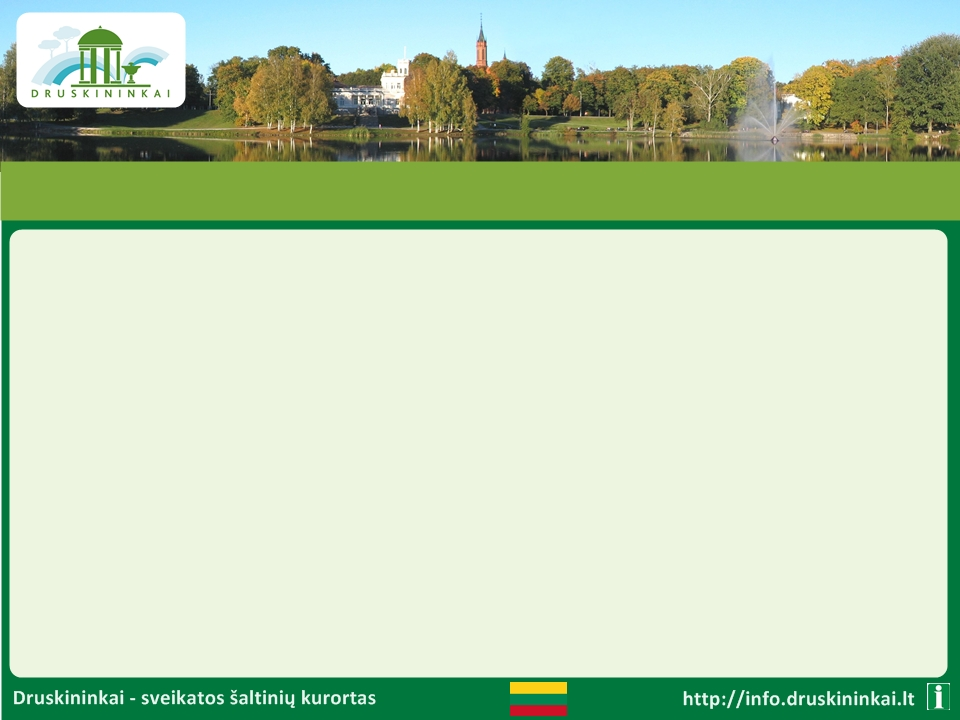 DRUSKININKAI
Druskininkai - sveikatos šaltinių kurortas
http://info.druskininkai.lt
i